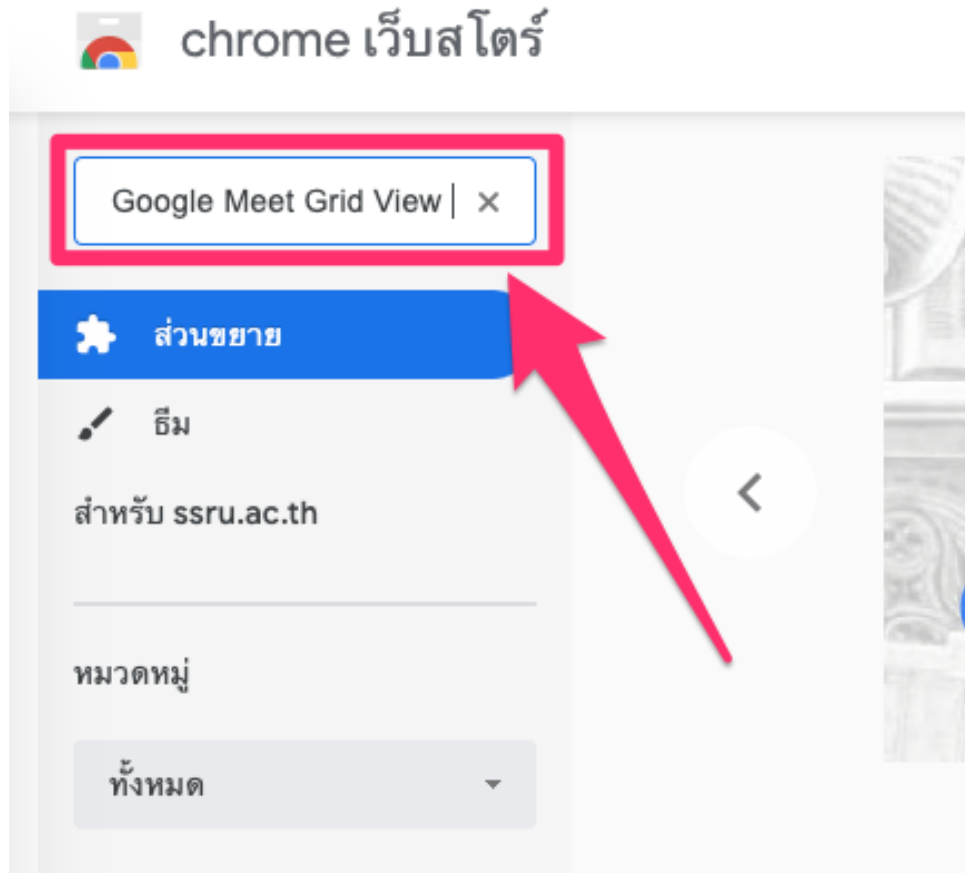 chrome เว็บสโตร์
Google Meet Grid View
ส่วนขยาย
ธีม
สำหรับ ssru.ac.th
หมวดหมู่
ทั้งหมด